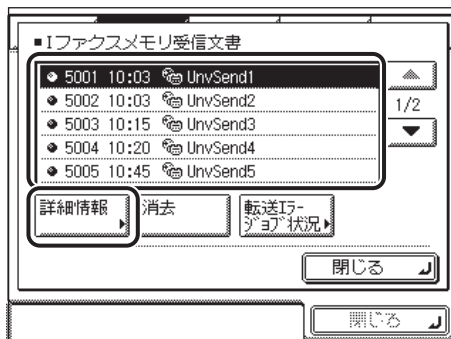 ■Iファクスメモリ受信文書
5001 10:03 UnvSend1
5002 10:03 UnvSend2
1/2
5003 10:15 UnvSend3
5004 10:20 UnvSend4
5005 10:45 UnvSend5
詳細情報 消去 転送エラー
ジョブ状況
閉じる
閉じる